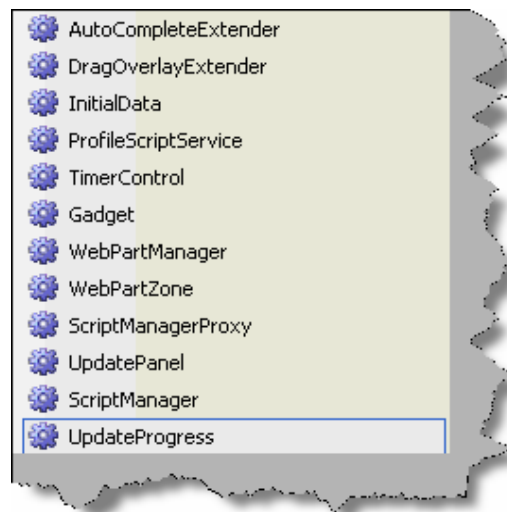 AutoCompleteExtender
DragOverlayExtender
InitialData
ProfileScriptService
TimerControl
Gadget
WebPartManager
WebPartZone
ScriptManagerProxy
UpdatePanel
ScriptManager
UpdateProgress